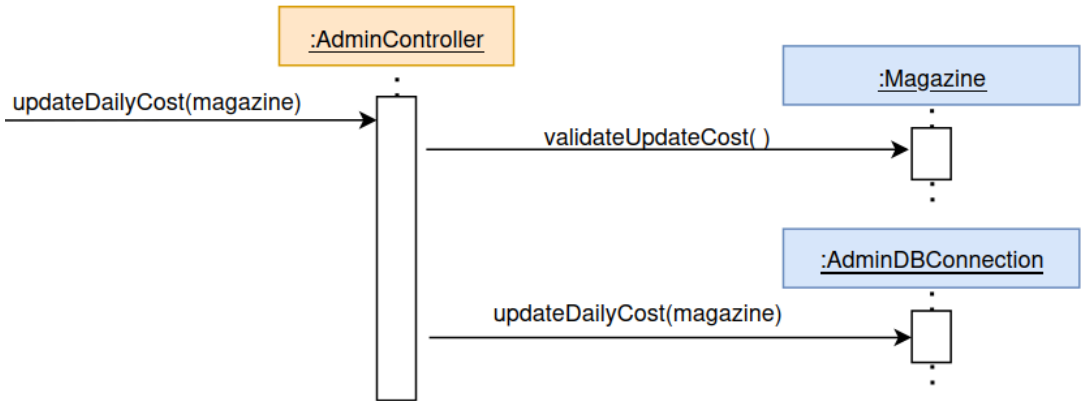 :AdminController
:Magazine
updateDailyCost(magazine)
validateUpdateCost( )
:AdminDBConnection
updateDailyCost(magazine)